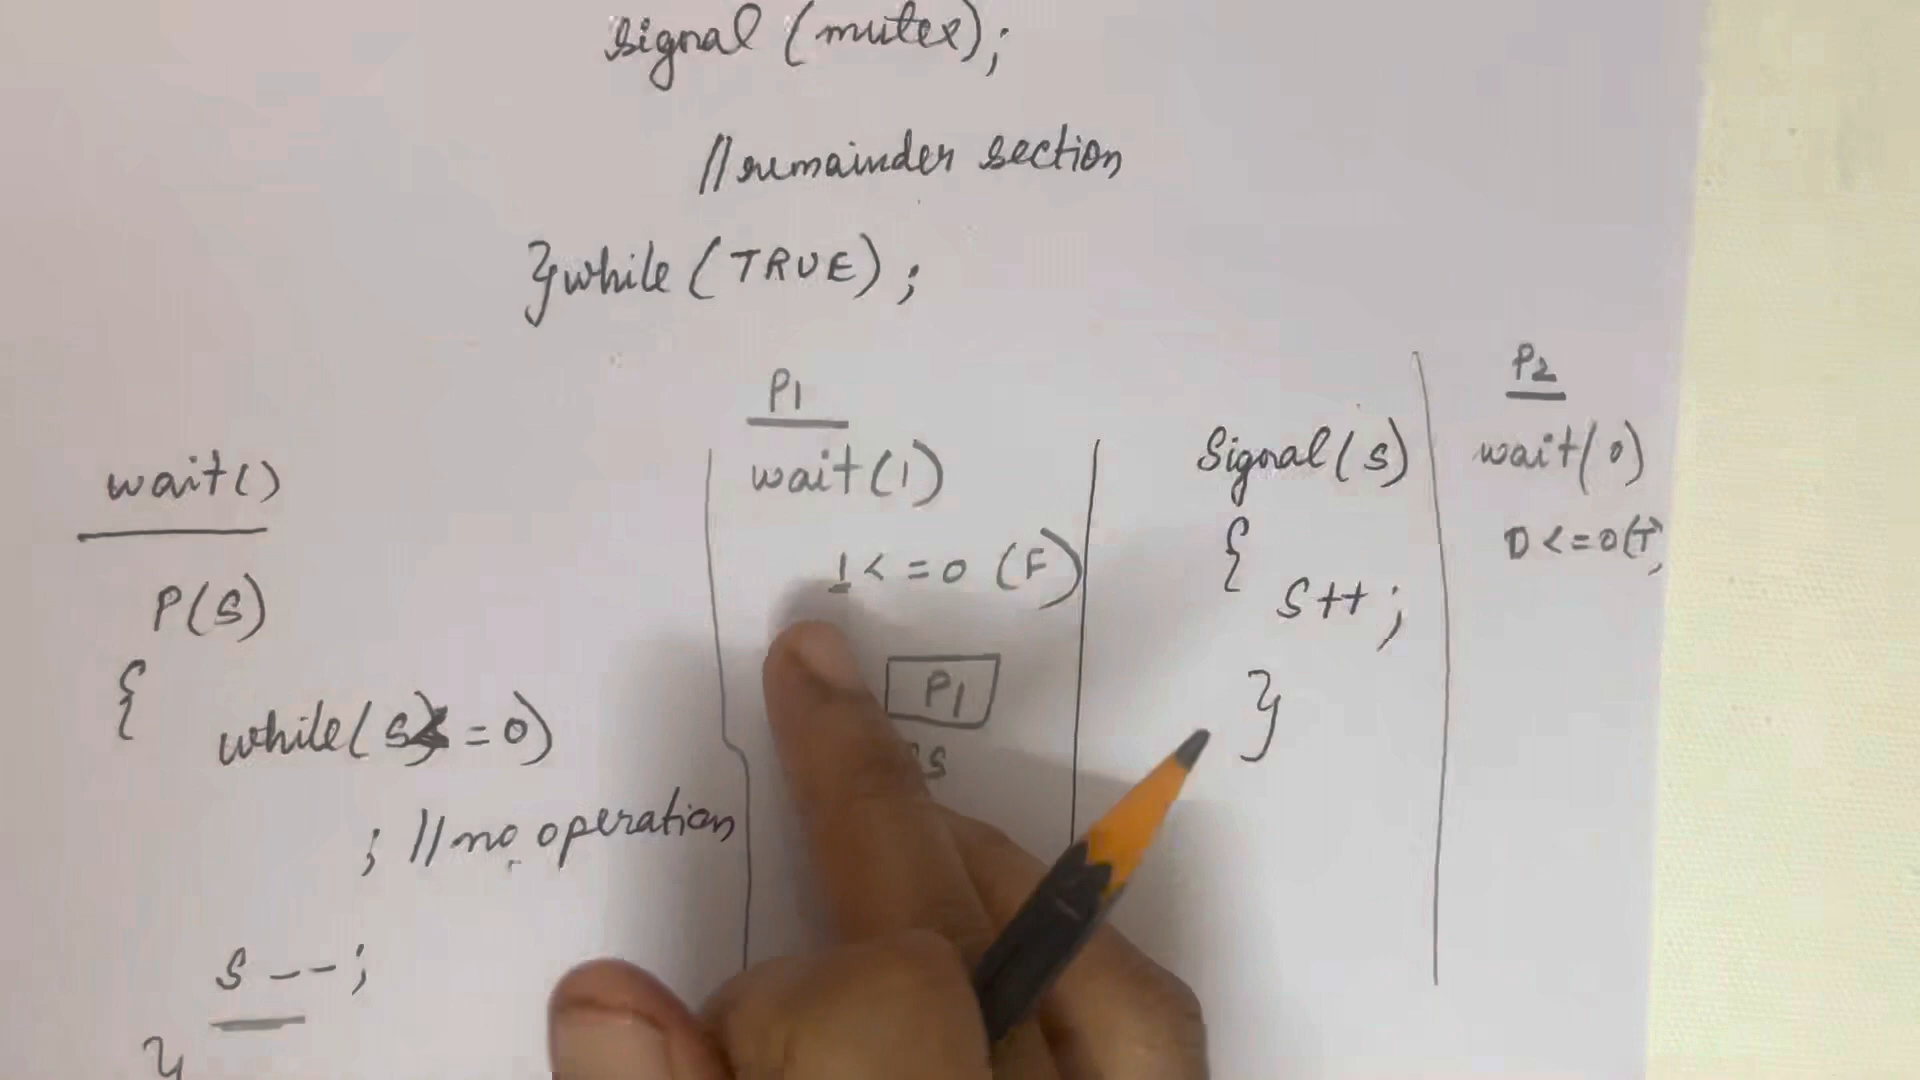 signal (mutex);
//remainder section
}while (TRUE);
wait()
P(S)
{
while(S<=0)
; //no operation
S--;
}
P1
wait(1)
1<=0 (F)
P1
Signal(S)
{
S++;
}
P2
wait(0)
0<=0(T)